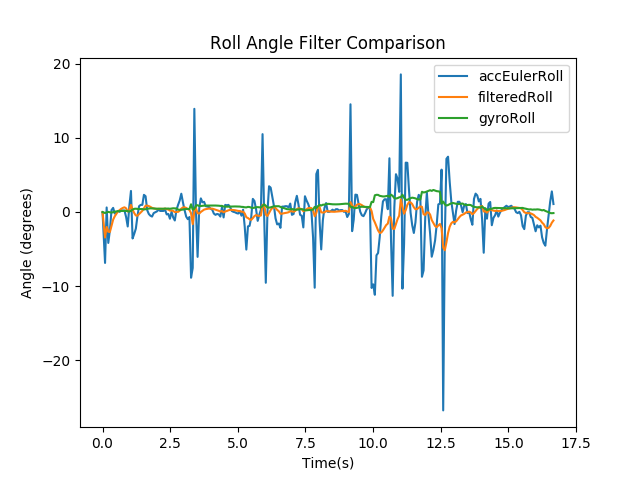 Roll Angle Filter Comparison
accEulerRoll
filteredRoll
gyroRoll
Angle (degrees)
20
10
0
−10
−20
0.0 2.5 5.0 7.5 10.0 12.5 15.0 17.5
Time(s)